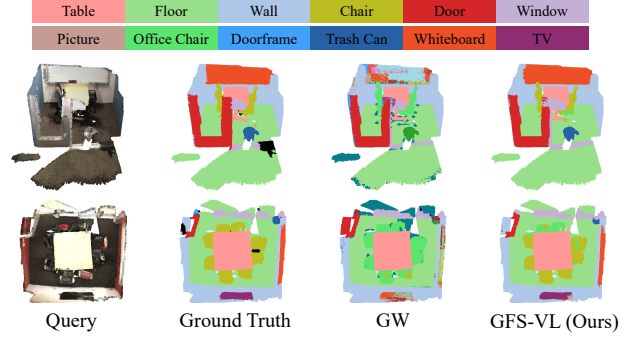 Table Floor Wall Chair Door Window
Picture Office Chair Doorframe Trash Can Whiteboard TV
Query Ground Truth GW GFS-VL (Ours)